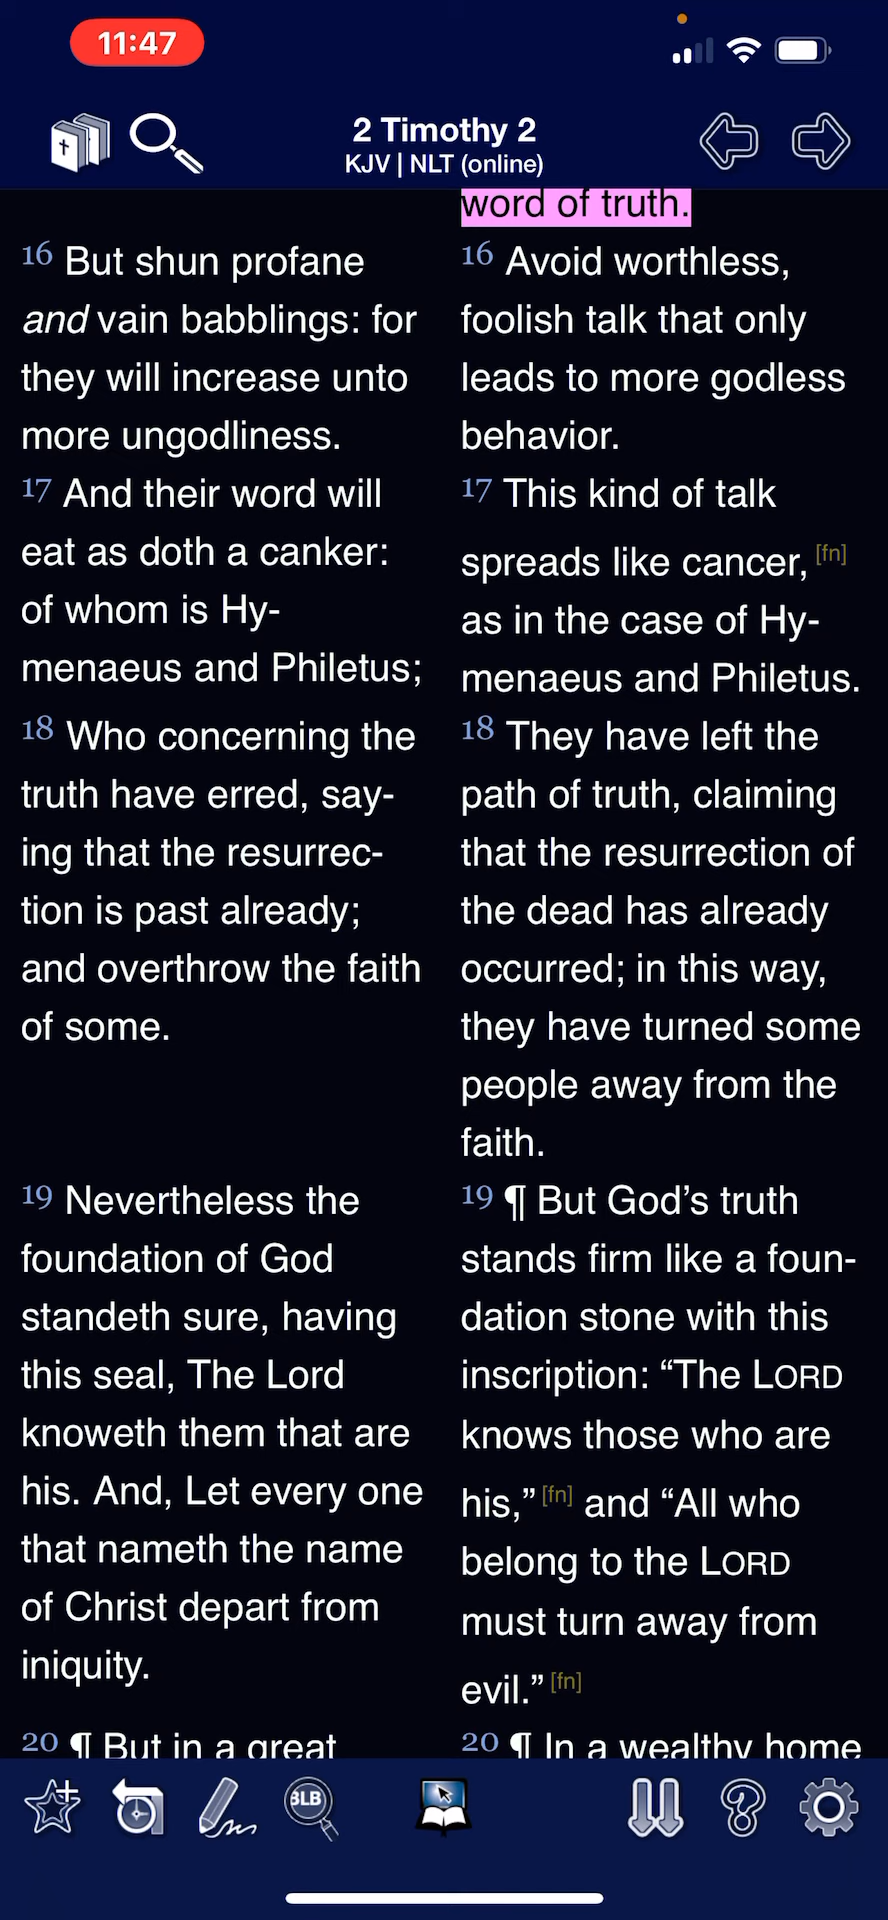 11:47
2 Timothy 2
KJV | NLT (online)
word of truth.
16 But shun profane
and vain babblings: for
they will increase unto
more ungodliness.
17 And their word will
eat as doth a canker:
of whom is Hy-
menaeus and Philetus;
18 Who concerning the
truth have erred, say-
ing that the resurrec-
tion is past already;
and overthrow the faith
of some.
19 Nevertheless the
foundation of God
standeth sure, having
this seal, The Lord
knoweth them that are
his. And, Let every one
that nameth the name
of Christ depart from
iniquity.
20 ¶ But in a great
16 Avoid worthless,
foolish talk that only
leads to more godless
behavior.
17 This kind of talk
spreads like cancer, [fn]
as in the case of Hy-
menaeus and Philetus.
18 They have left the
path of truth, claiming
that the resurrection of
the dead has already
occurred; in this way,
they have turned some
people away from the
faith.
19 ¶ But God’s truth
stands firm like a foun-
dation stone with this
inscription: “The LORD
knows those who are
his,” [fn] and “All who
belong to the LORD
must turn away from
evil.” [fn]
20 ¶ In a wealthy home
BLB